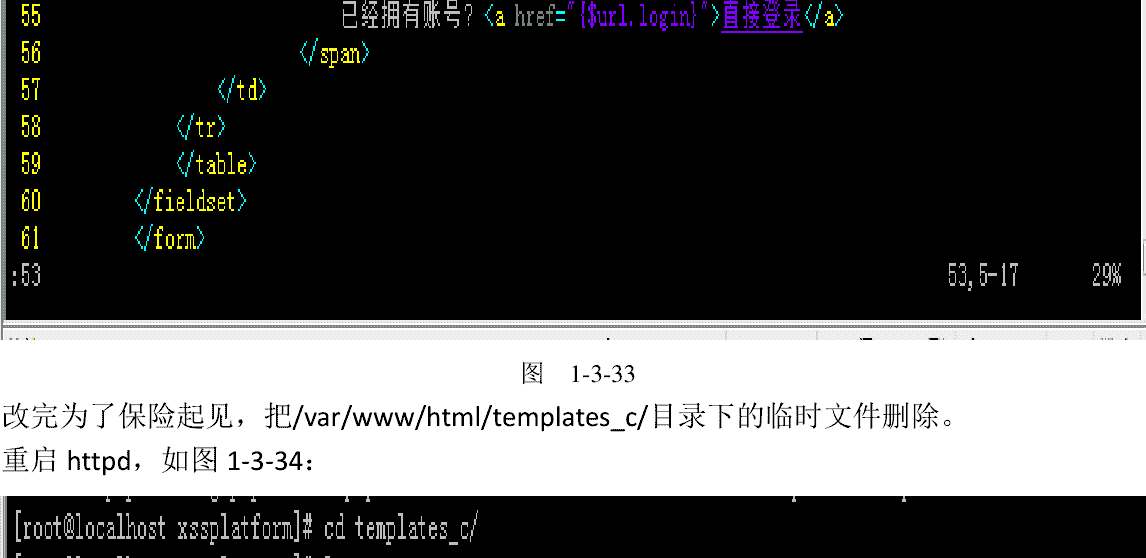 55 已经拥有账号? <a href="{$url.login}">直接登录</a>
56 </span>
57 </td>
58 </tr>
59 </table>
60 </fieldset>
61 </form>
:53 53,5-17 29%
图 1-3-33
改完为了保险起见，把/var/www/html/templates_c/目录下的临时文件删除。
重启 httpd，如图 1-3-34：
[root@localhost xssplatform]# cd templates_c/